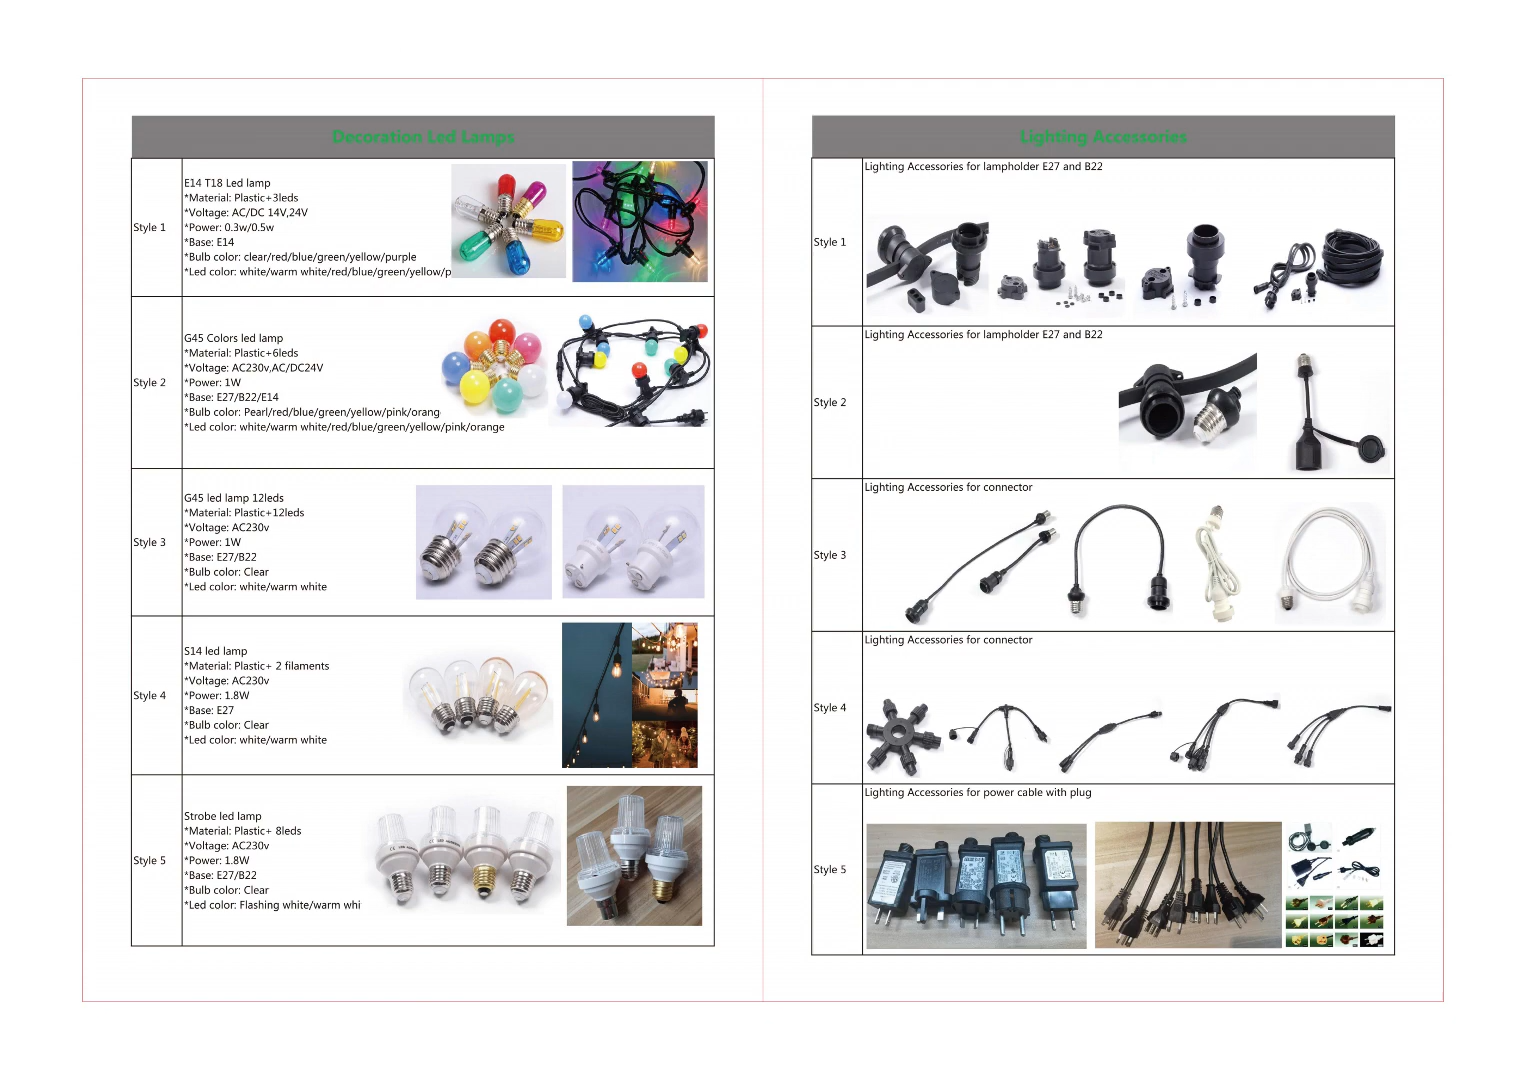 Decoration Led Lamps
Style 1
E14 T18 Led lamp
*Material: Plastic+3leds
*Voltage: AC/DC 14V,24V
*Power: 0.3w/0.5w
*Base: E14
*Bulb color: clear/red/blue/green/yellow/purple
*Led color: white/warm white/red/blue/green/yellow/p
Style 2
G45 Colors led lamp
*Material: Plastic+6leds
*Voltage: AC230v,AC/DC24V
*Power: 1W
*Base: E27/B22/E14
*Bulb color: Pearl/red/blue/green/yellow/pink/orang
*Led color: white/warm white/red/blue/green/yellow/pink/orange
Style 3
G45 led lamp 12leds
*Material: Plastic+12leds
*Voltage: AC230v
*Power: 1W
*Base: E27/B22
*Bulb color: Clear
*Led color: white/warm white
Style 4
S14 led lamp
*Material: Plastic+ 2 filaments
*Voltage: AC230v
*Power: 1.8W
*Base: E27
*Bulb color: Clear
*Led color: white/warm white
Style 5
Strobe led lamp
*Material: Plastic+ 8leds
*Voltage: AC230v
*Power: 1.8W
*Base: E27/B22
*Bulb color: Clear
*Led color: Flashing white/warm whi
Lighting Accessories
Style 1
Lighting Accessories for lampholder E27 and B22
Style 2
Lighting Accessories for lampholder E27 and B22
Style 3
Lighting Accessories for connector
Style 4
Lighting Accessories for connector
Style 5
Lighting Accessories for power cable with plug